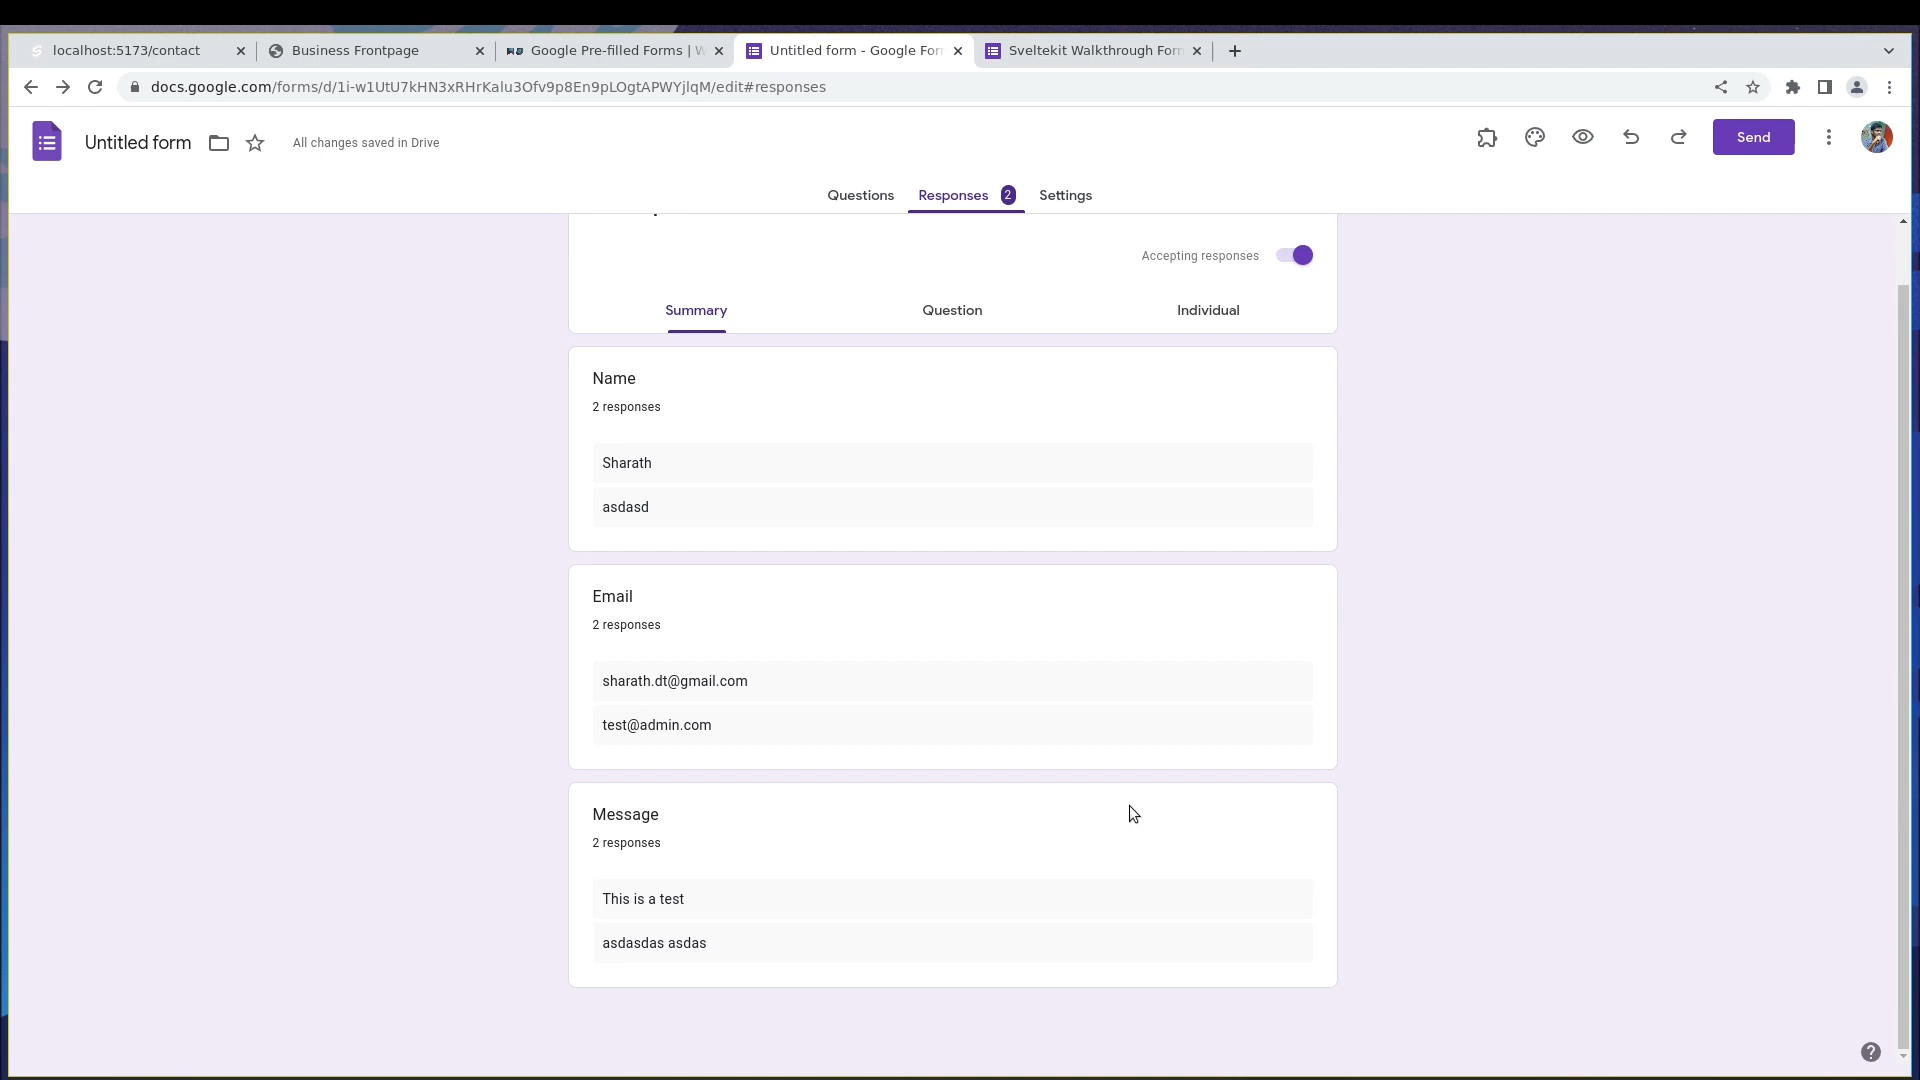 localhost:5173/contact
Business Frontpage
Google Pre-filled Forms |
Untitled form - Google For
Sveltekit Walkthrough For
docs.google.com/forms/d/1i-w1UtU7kHN3xRHrKalu3Ofv9p8En9pLOgtAPWYjlqM/edit#responses
Untitled form
All changes saved in Drive
Send
Questions
Responses 2
Settings
Accepting responses
Summary
Question
Individual
Name
2 responses
Sharath
asdasd
Email
2 responses
sharath.dt@gmail.com
test@admin.com
Message
2 responses
This is a test
asdasdas asdas